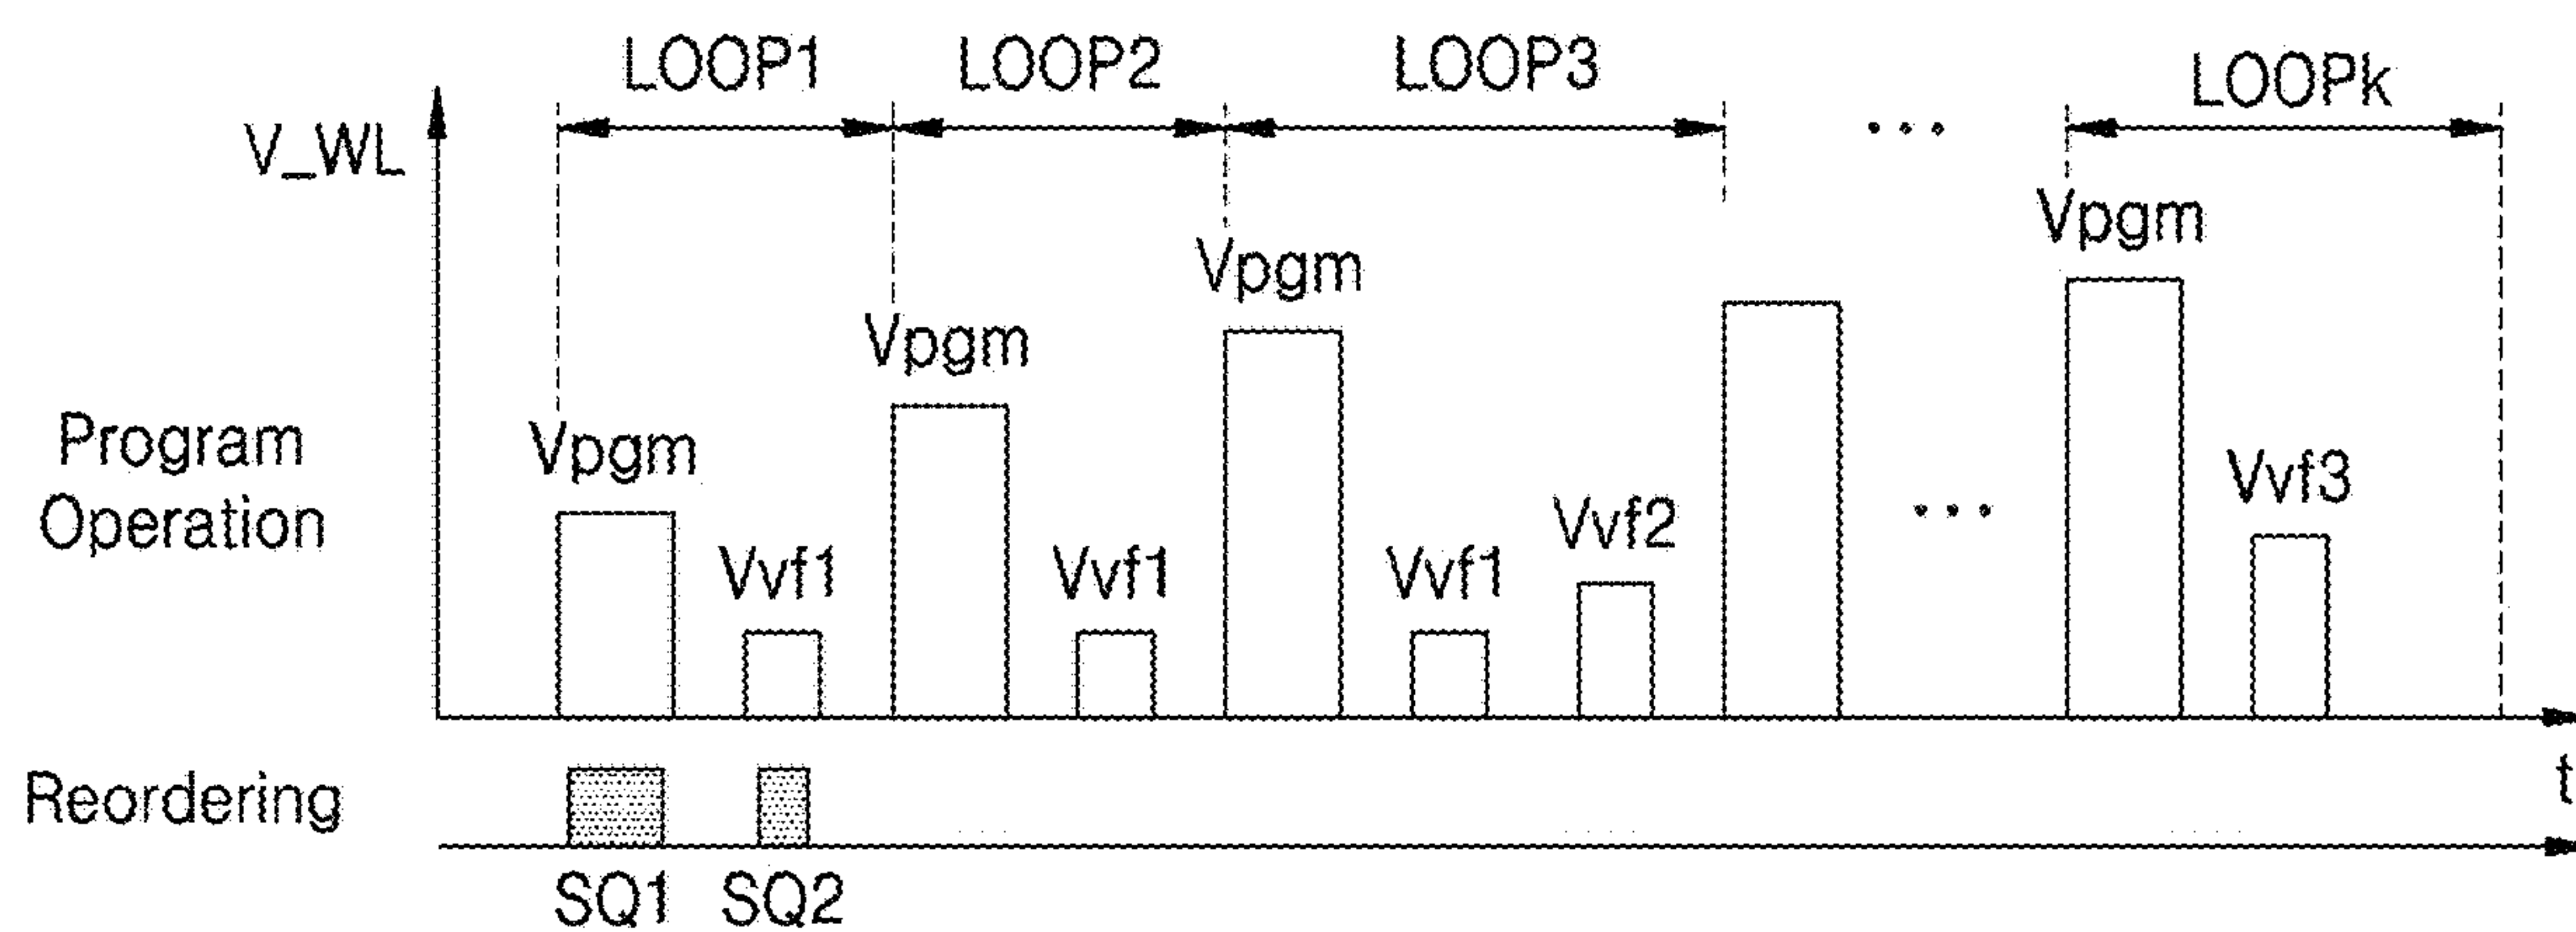 LOOP1 LOOP2 LOOP3 LOOPk
V_WL
...
Vpgm
Vpgm
Vpgm
Program
Operation
Vpgm
Vvf1
Vvf1
Vvf1
Vvf2
...
Vvf3
Reordering
t
SQ1 SQ2